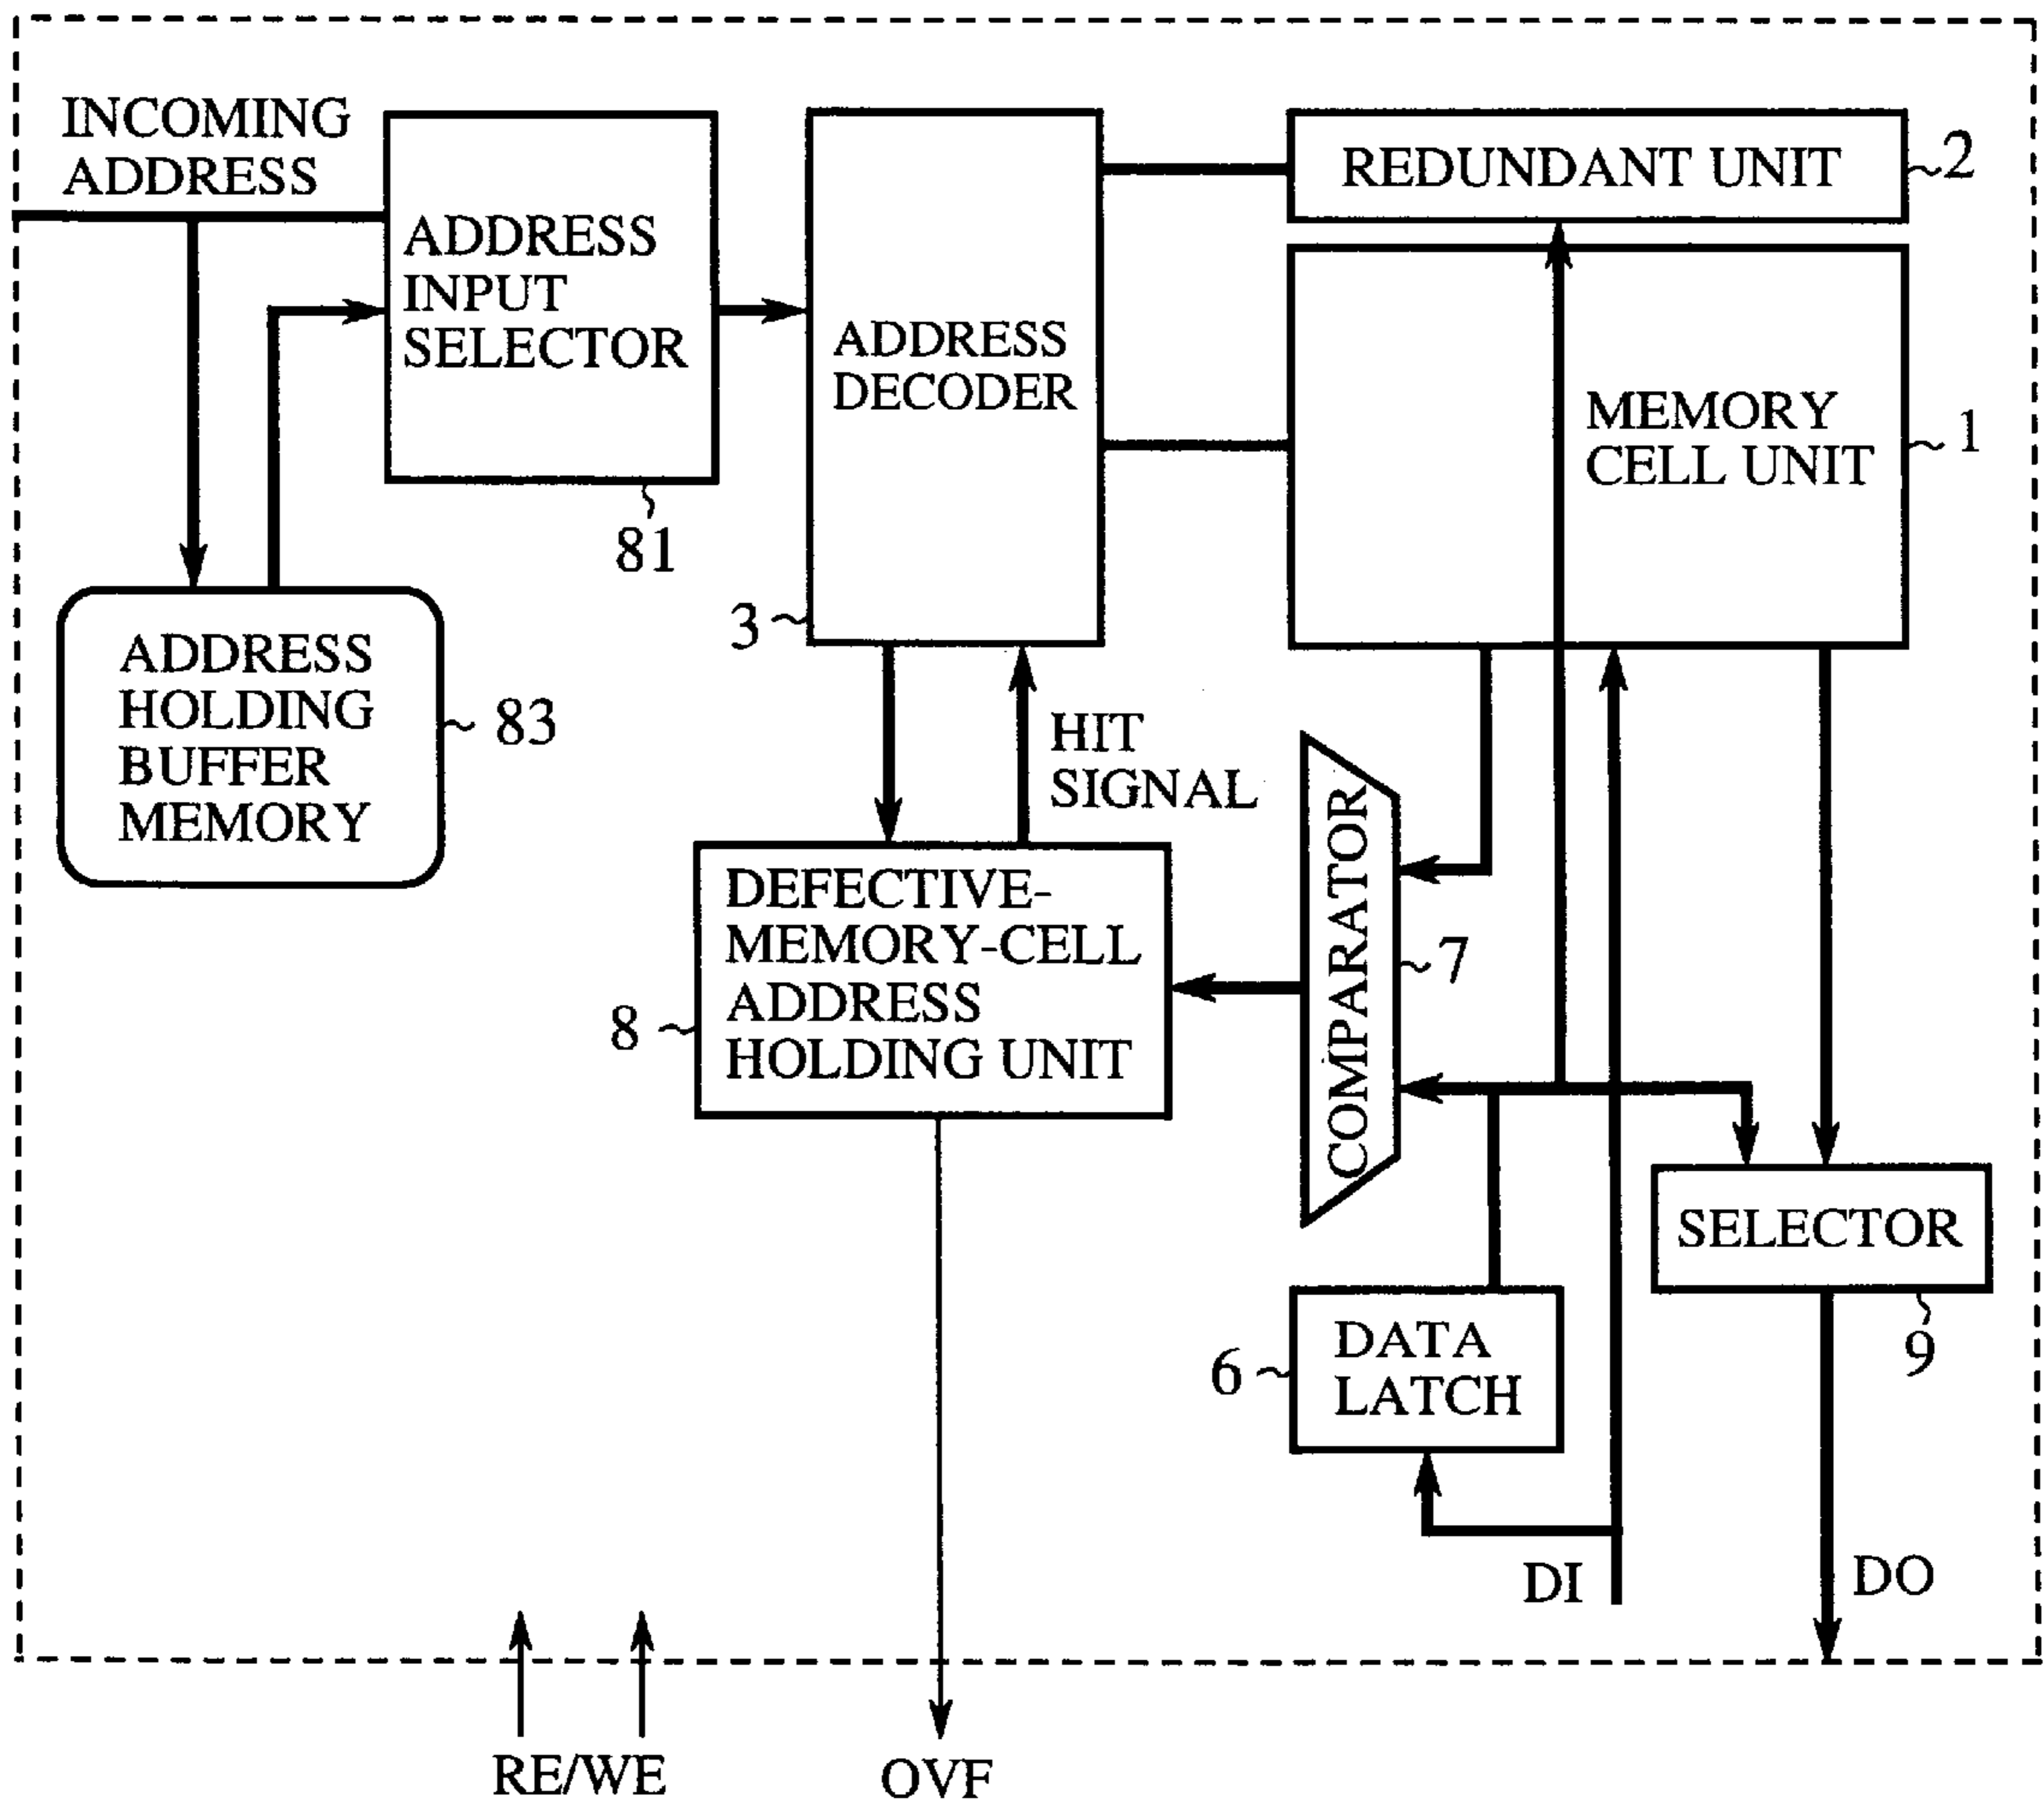 INCOMING
ADDRESS
ADDRESS
INPUT
SELECTOR
81
ADDRESS
DECODER
3
REDUNDANT UNIT
2
MEMORY
CELL UNIT
1
ADDRESS
HOLDING
BUFFER
MEMORY
83
HIT
SIGNAL
DEFECTIVE-
MEMORY-CELL
ADDRESS
HOLDING UNIT
8
COMPARATOR
7
SELECTOR
9
DATA
LATCH
6
DI
DO
RE/WE
OVF